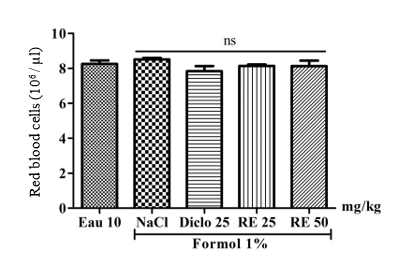 ns
Red blood cells (10⁶/ µl)
10
8
6
4
2
0
mg/kg
Eau 10 NaCl Diclo 25 RE 25 RE 50
Formol 1%